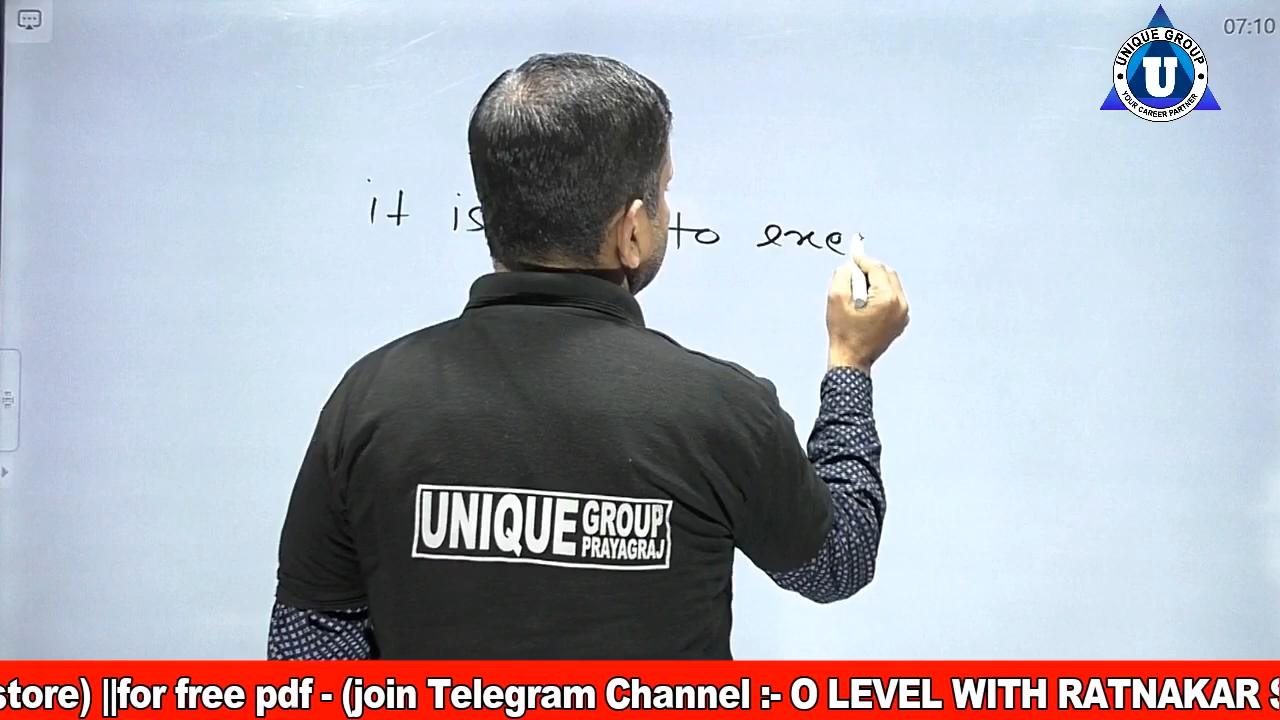 07:10
UNIQUE GROUP
U
YOUR CAREER PARTNER
it is to exe
UNIQUE GROUP
PRAYAGRAJ
store) ||for free pdf - (join Telegram Channel :- O LEVEL WITH RATNAKAR S